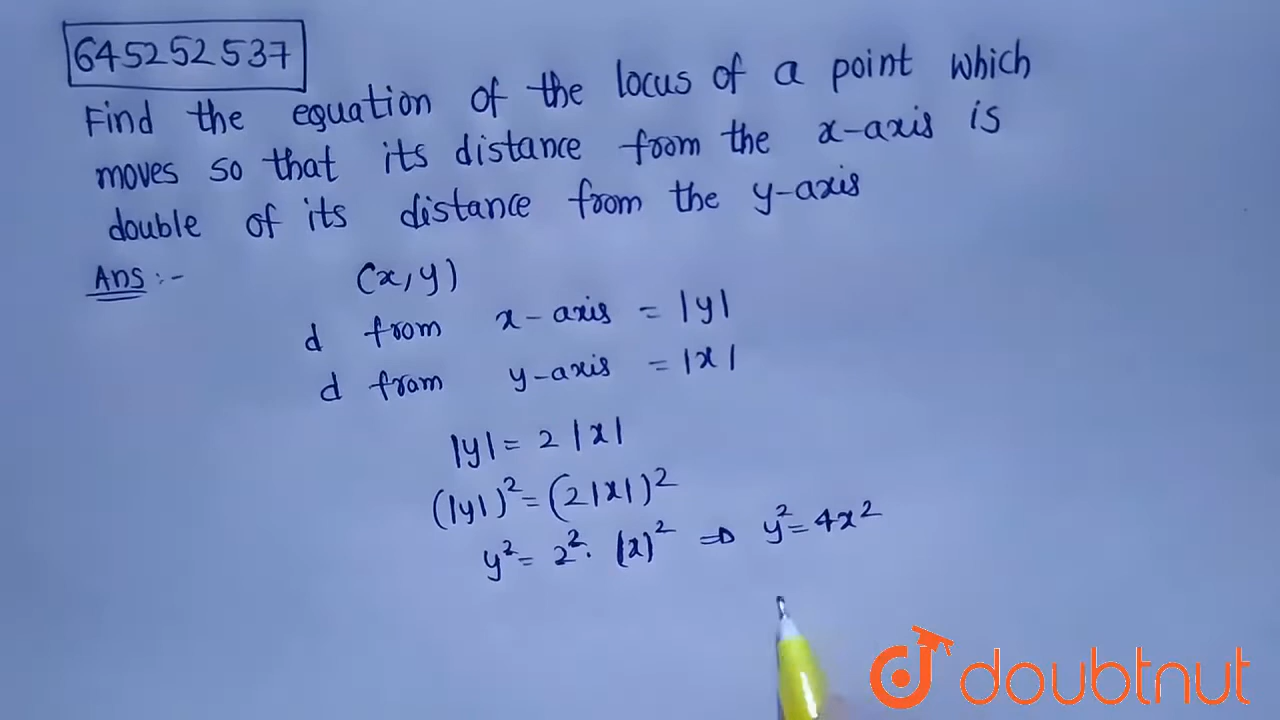 645252537
Find the equation of the locus of a point which
moves so that its distance from the x-axis is
double of its distance from the y-axis
Ans :- (x, y)
d from x-axis = |y|
d from y-axis = |x|
|y| = 2 |x|
(|y|)² = (2|x|)²
y² = 2² · (x)² ⇒ y² = 4x²
doubtnut